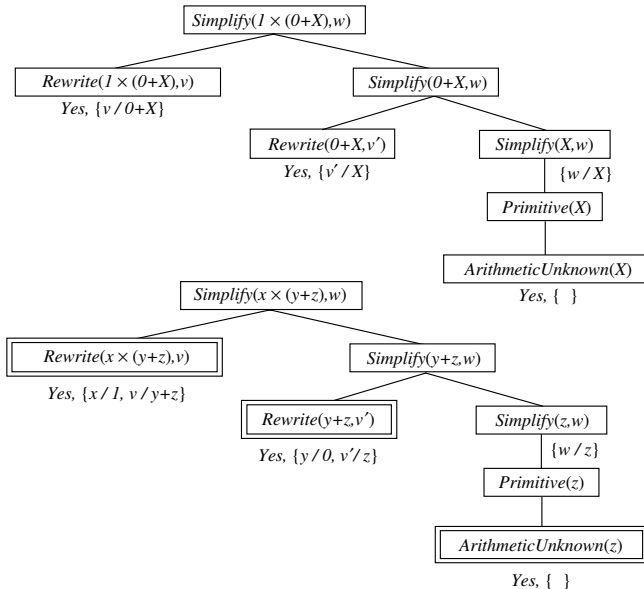 Simplify(1 × (0+X),w)
Rewrite(1 × (0+X),v)
Simplify(0+X,w)
Yes, {v / 0+X}
Rewrite(0+X,v′)
Simplify(X,w)
Yes, {v′ / X}
{w / X}
Primitive(X)
ArithmeticUnknown(X)
Yes, { }
Simplify(x × (y+z),w)
Rewrite(x × (y+z),v)
Simplify(y+z,w)
Yes, {x / 1, v / y+z}
Rewrite(y+z,v′)
Simplify(z,w)
Yes, {y / 0, v′/ z}
{w / z}
Primitive(z)
ArithmeticUnknown(z)
Yes, { }